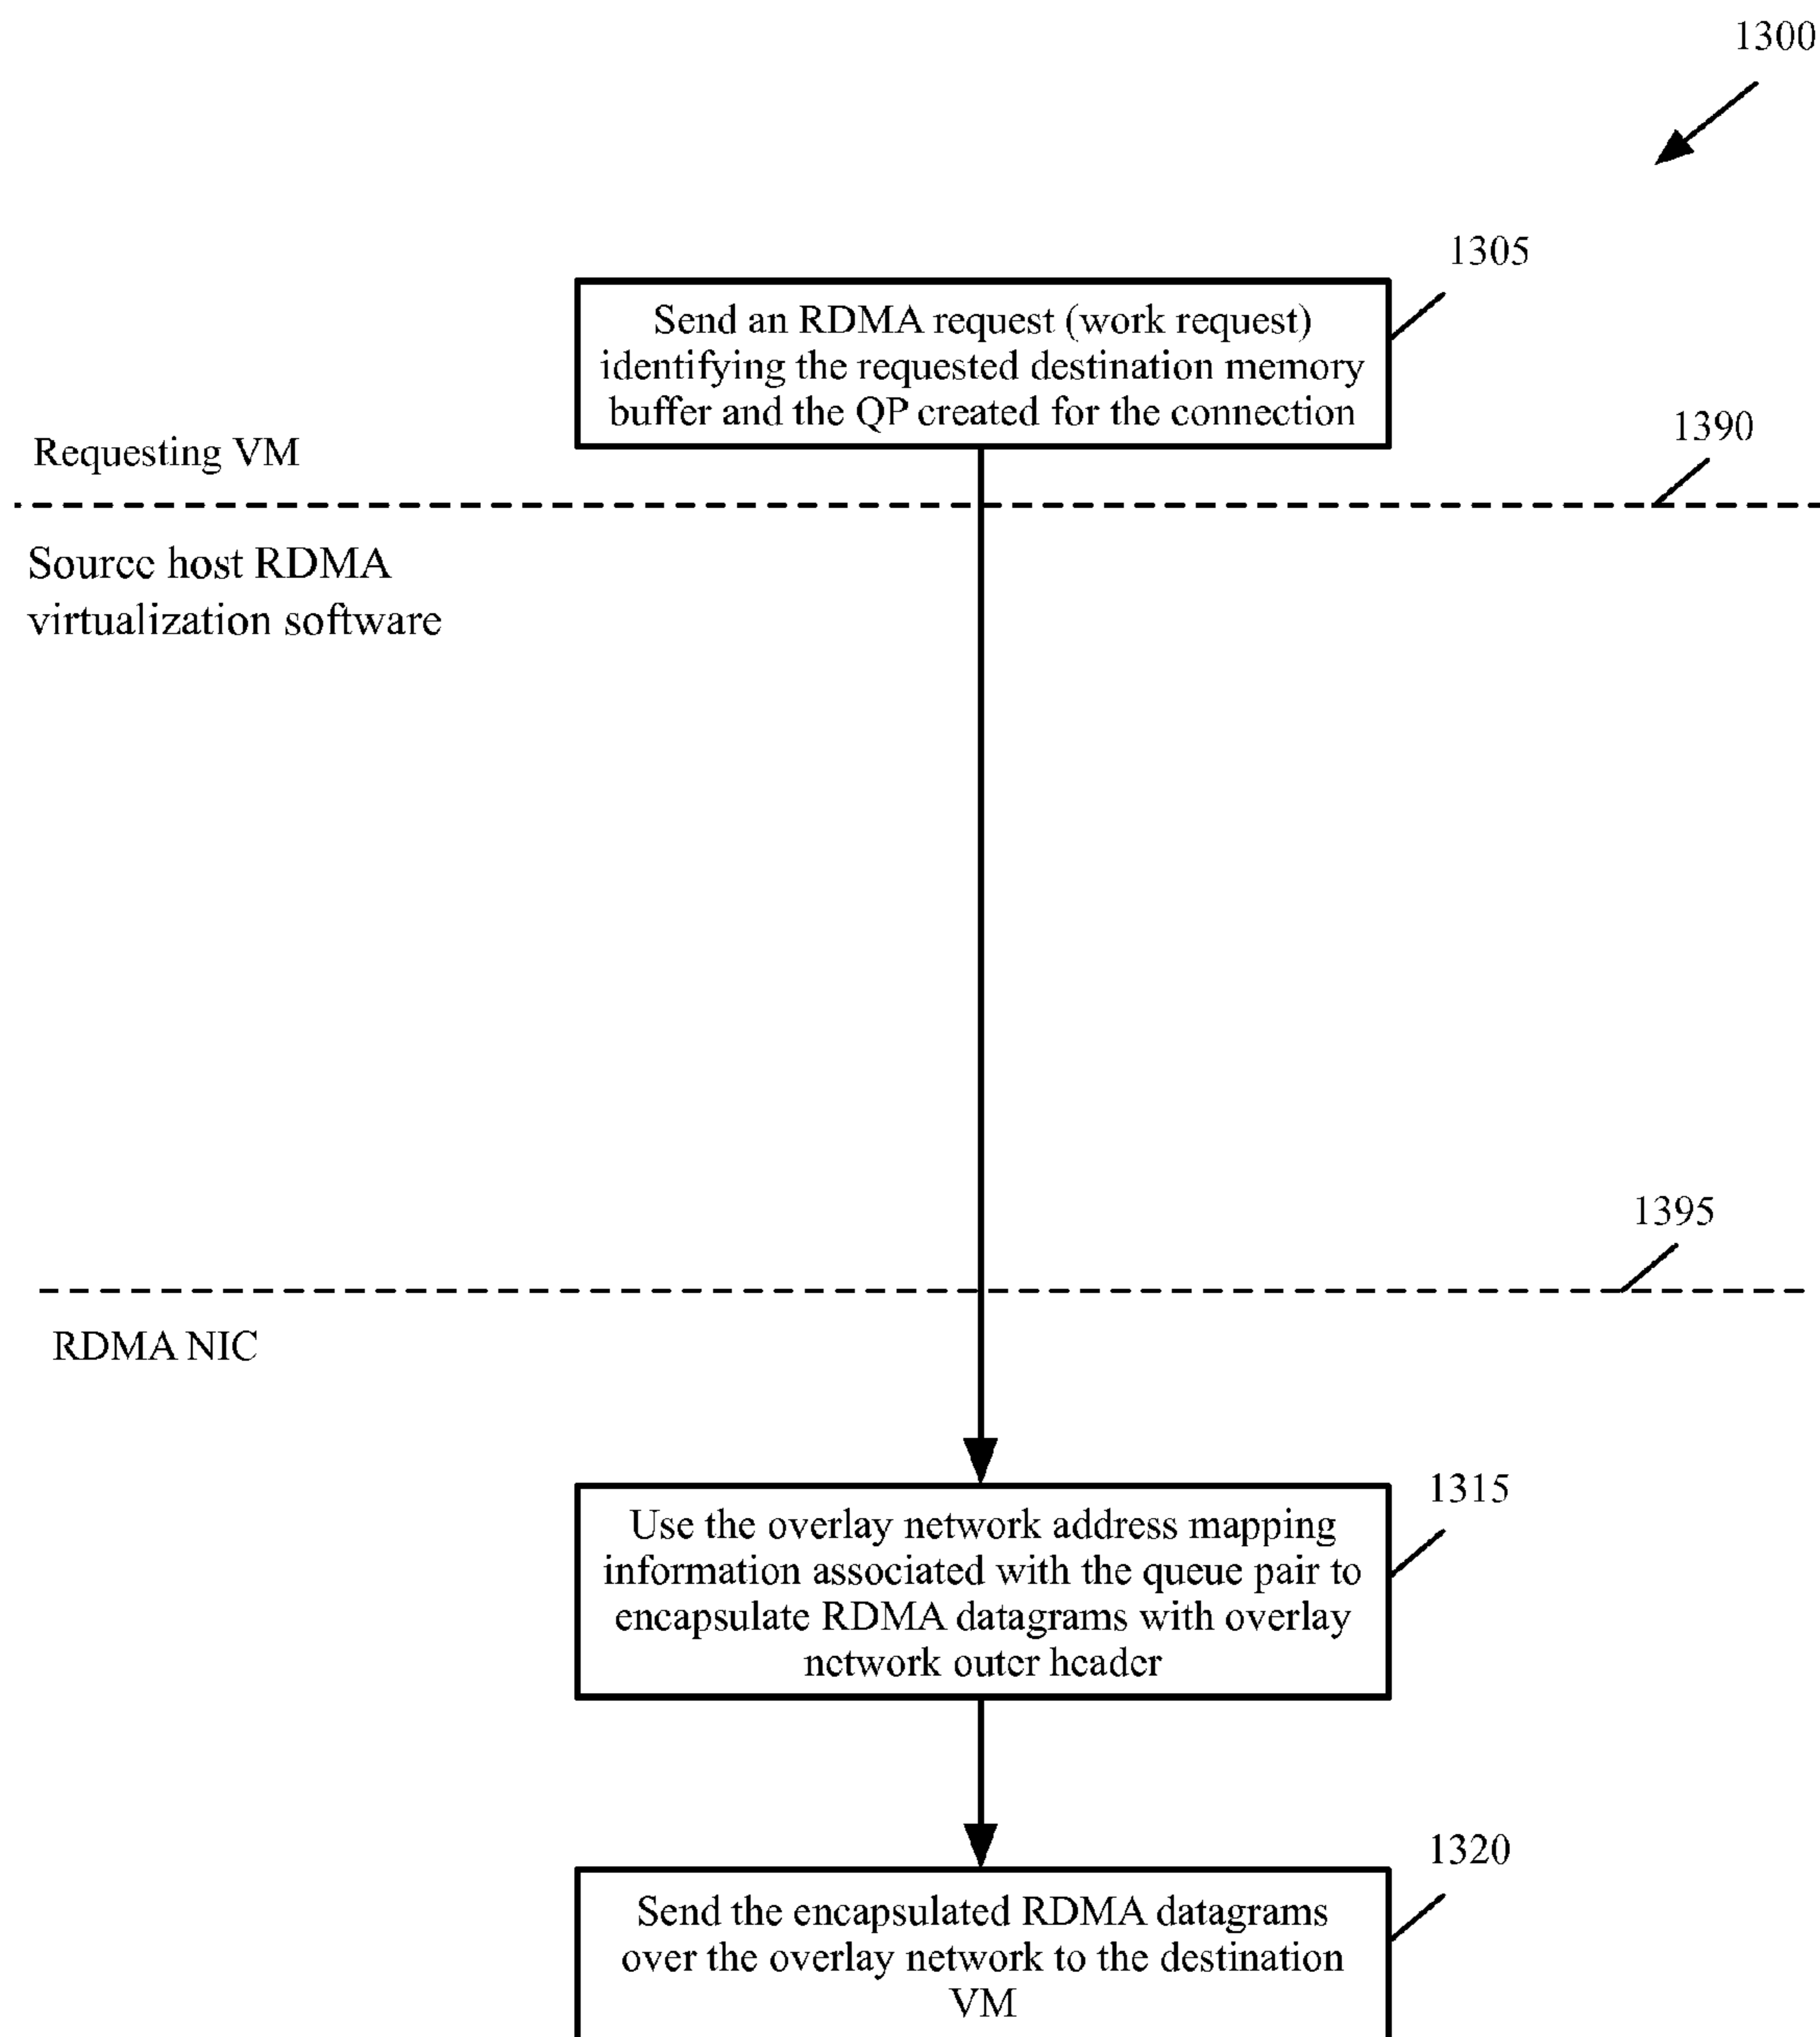 1300
1305
Send an RDMA request (work request)
identifying the requested destination memory
buffer and the QP created for the connection
1390
Requesting VM
Source host RDMA
virtualization software
1395
RDMA NIC
1315
Use the overlay network address mapping
information associated with the queue pair to
encapsulate RDMA datagrams with overlay
network outer header
1320
Send the encapsulated RDMA datagrams
over the overlay network to the destination
VM